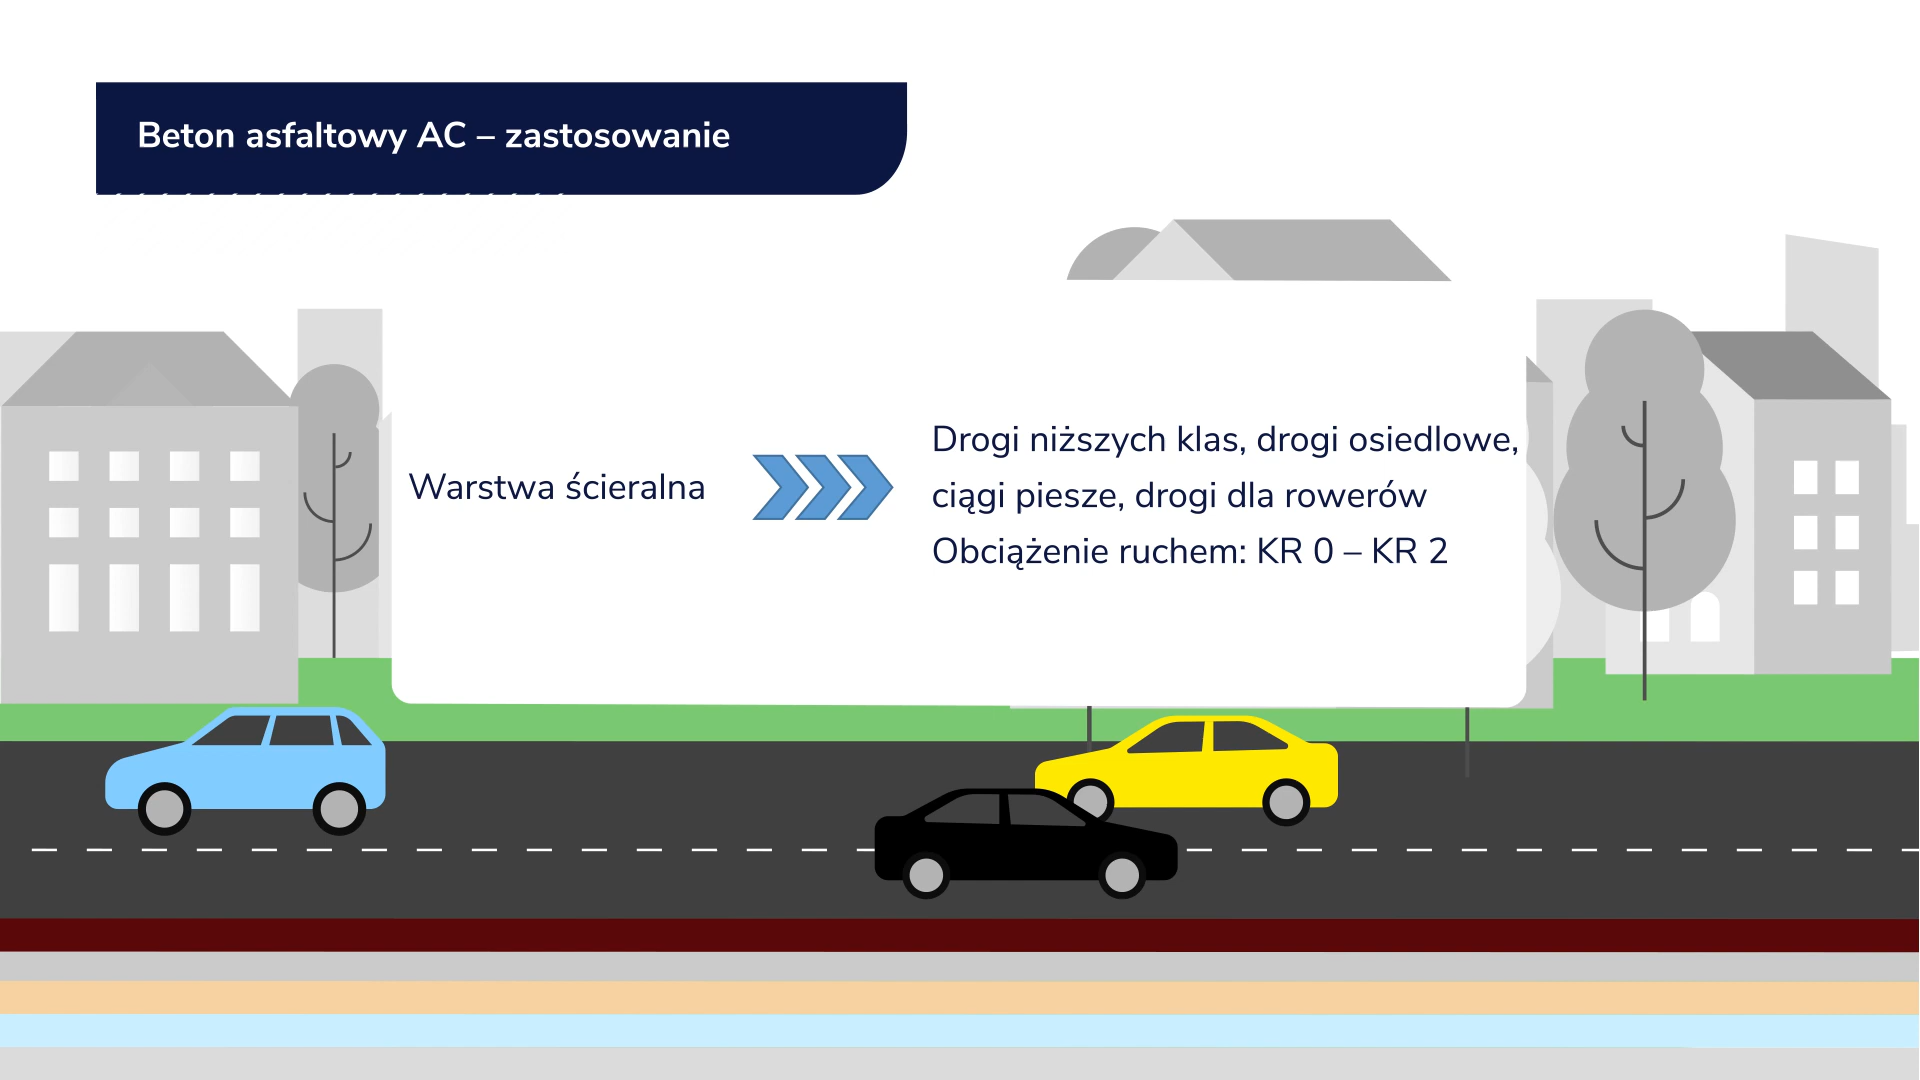 Beton asfaltowy AC – zastosowanie
Warstwa ścieralna
Drogi niższych klas, drogi osiedlowe,
ciągi piesze, drogi dla rowerów
Obciążenie ruchem: KR 0 – KR 2